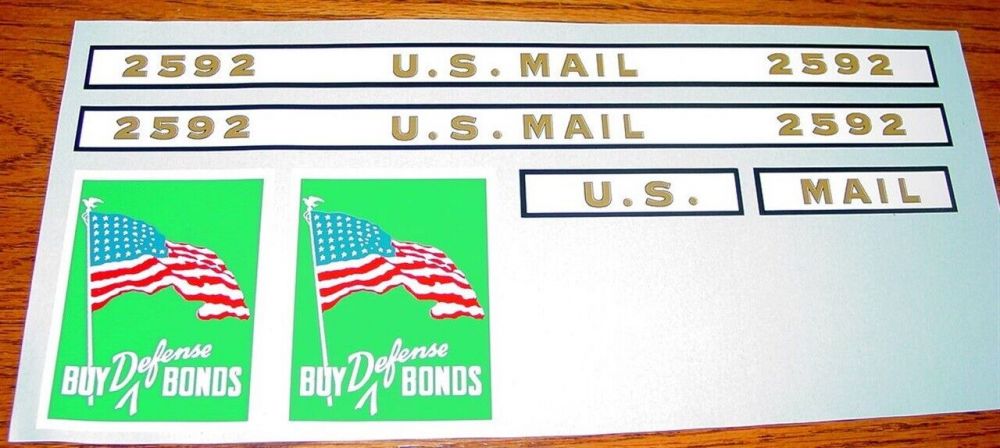 2592 U.S. MAIL 2592
2592 U.S. MAIL 2592
U.S. MAIL
BUY Defense BONDS
BUY Defense BONDS